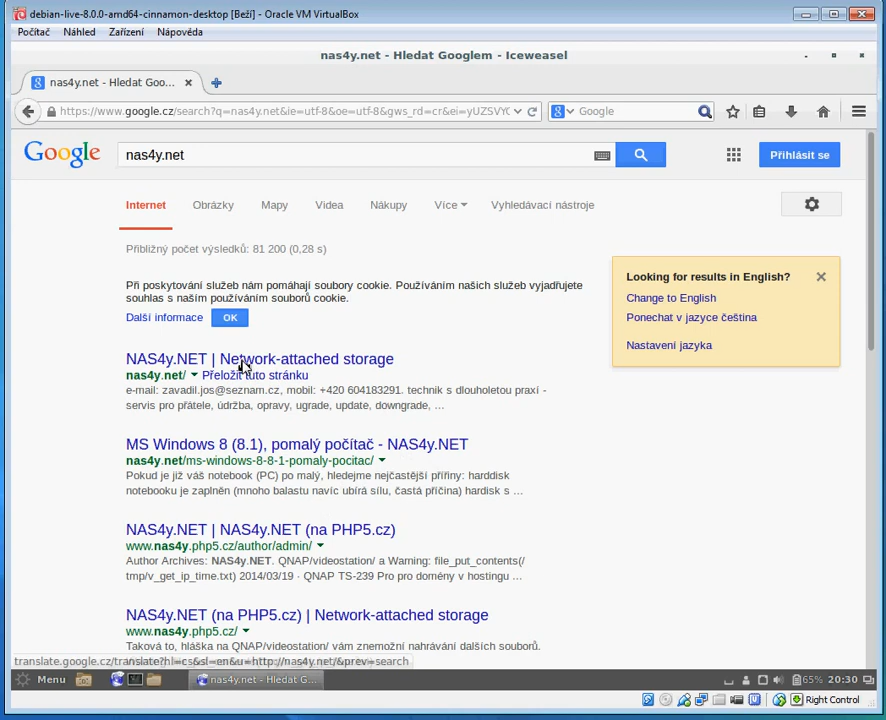 debian-live-8.0.0-amd64-cinnamon-desktop [Beží] - Oracle VM VirtualBox
Počítač Náhled Zařízení Nápověda
nas4y.net - Hledat Googlem - Iceweasel
nas4y.net - Hledat Goo...
https://www.google.cz/search?q=nas4y.net&ie=utf-8&oe=utf-8&gws_rd=cr&ei=yUZSVY Google
Google nas4y.net Přihlásit se
Internet Obrázky Mapy Videa Nákupy Více Vyhledávací nástroje
Přibližný počet výsledků: 81 200 (0,28 s)
Při poskytování služeb nám pomáhají soubory cookie. Používáním našich služeb vyjadřujete
souhlas s naším používáním souborů cookie.
Další informace OK
Looking for results in English?
Change to English
Ponechat v jazyce čeština
Nastavení jazyka
NAS4y.NET | Network-attached storage
nas4y.net/ Přeložit tuto stránku
e-mail: zavadil.jos@seznam.cz, mobil: +420 604183291. technik s dlouholetou praxí -
servis pro přátele, údržba, opravy, ugrade, update, downgrade, ...
MS Windows 8 (8.1), pomalý počítač - NAS4y.NET
nas4y.net/ms-windows-8-8-1-pomaly-pocitac/
Pokud je již váš notebook (PC) po malý, hledejme nejčastější příčiny: harddisk
notebooku je zaplněn (mnoho balastu navíc ubírá sílu, častá příčina) hardisk s ...
NAS4y.NET | NAS4y.NET (na PHP5.cz)
www.nas4y.php5.cz/author/admin/
Author Archives: NAS4y.NET. QNAP/videostation/ a Warning: file_put_contents(/
tmp/v_get_ip_time.txt) 2014/03/19 · QNAP TS-239 Pro pro domény v hostingu ...
NAS4y.NET (na PHP5.cz) | Network-attached storage
www.nas4y.php5.cz/
Taková to, hláška na QNAP/videostation/ vám znemožní nahrávání dalších souborů.
translate.google.cz/translate?hl=cs&sl=en&u=http://nas4y.net/&prev=search
Menu nas4y.net - Hledat G... 65% 20:30
Right Control